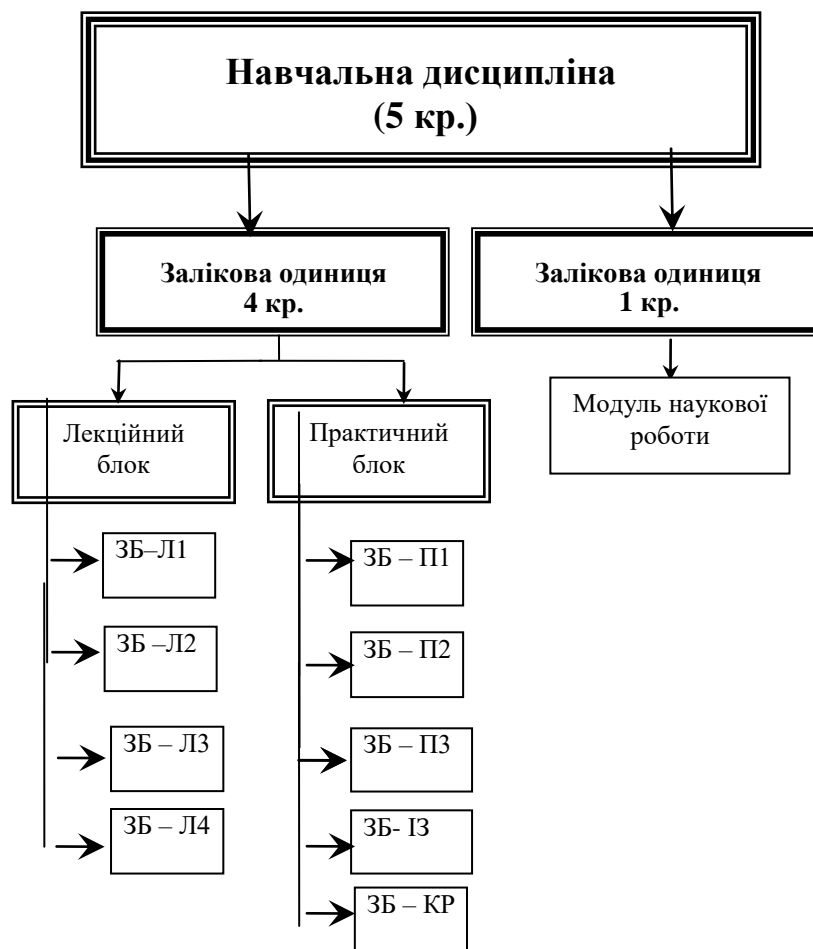 Навчальна дисципліна
(5 кр.)
Залікова одиниця
4 кр.
Залікова одиниця
1 кр.
Лекційний
блок
Практичний
блок
Модуль наукової
роботи
ЗБ–Л1
ЗБ –Л2
ЗБ – Л3
ЗБ – Л4
ЗБ – П1
ЗБ – П2
ЗБ – П3
ЗБ- ІЗ
ЗБ – КР